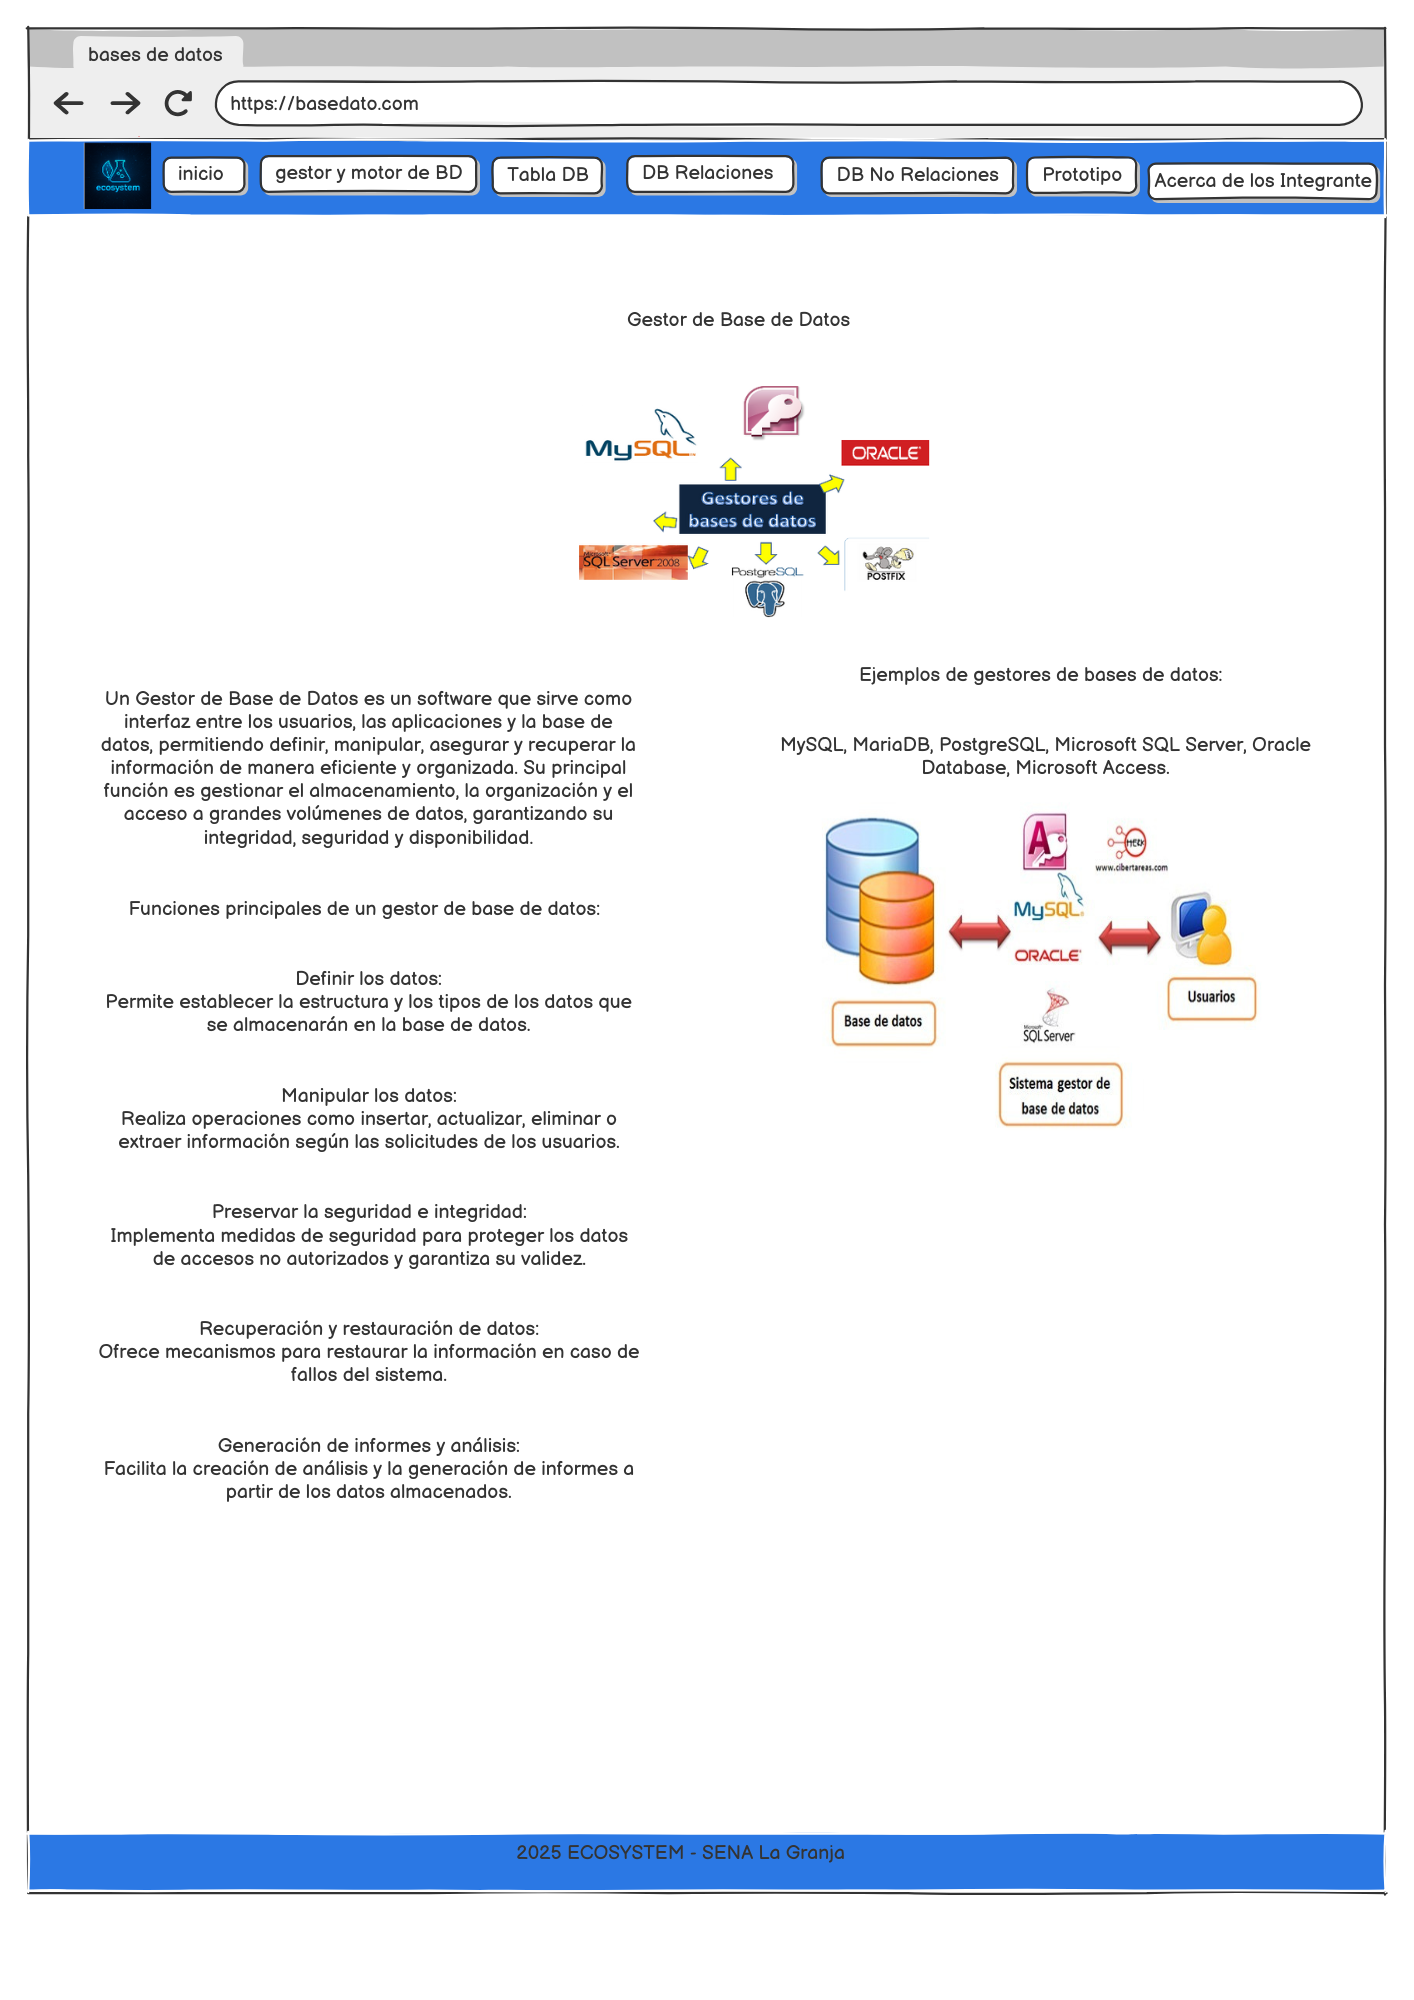 bases de datos
https://basedato.com
ecosystem
inicio
gestor y motor de BD
Tabla DB
DB Relaciones
DB No Relaciones
Prototipo
Acerca de los Integrante
Gestor de Base de Datos
MySQL
ORACLE
Gestores de
bases de datos
Microsoft
SQL Server 2008
PostgreSQL
POSTFIX
Un Gestor de Base de Datos es un software que sirve como
interfaz entre los usuarios, las aplicaciones y la base de
datos, permitiendo definir, manipular, asegurar y recuperar la
información de manera eficiente y organizada. Su principal
función es gestionar el almacenamiento, la organización y el
acceso a grandes volúmenes de datos, garantizando su
integridad, seguridad y disponibilidad.
Funciones principales de un gestor de base de datos:
Definir los datos:
Permite establecer la estructura y los tipos de los datos que
se almacenarán en la base de datos.
Manipular los datos:
Realiza operaciones como insertar, actualizar, eliminar o
extraer información según las solicitudes de los usuarios.
Preservar la seguridad e integridad:
Implementa medidas de seguridad para proteger los datos
de accesos no autorizados y garantiza su validez.
Recuperación y restauración de datos:
Ofrece mecanismos para restaurar la información en caso de
fallos del sistema.
Generación de informes y análisis:
Facilita la creación de análisis y la generación de informes a
partir de los datos almacenados.
Ejemplos de gestores de bases de datos:
MySQL, MariaDB, PostgreSQL, Microsoft SQL Server, Oracle
Database, Microsoft Access.
A
MERK
www.cibertareas.com
MySQL
ORACLE
Microsoft
SQL Server
Base de datos
Usuarios
Sistema gestor de
base de datos
2025 ECOSYSTEM - SENA La Granja